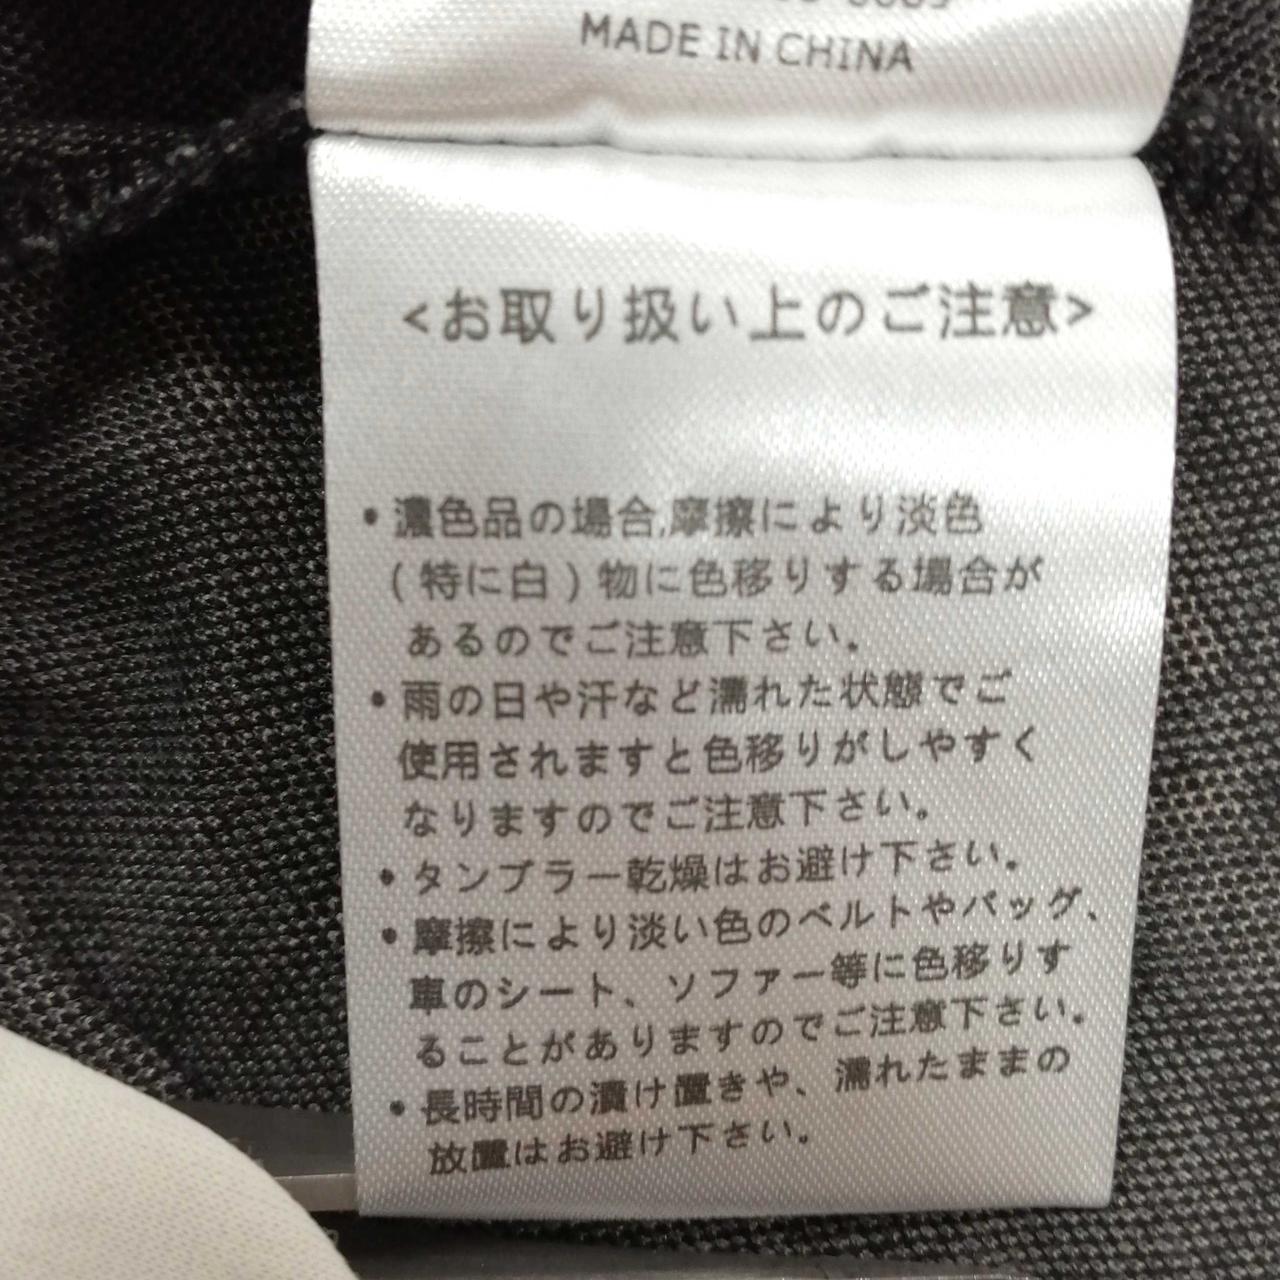 MADE IN CHINA
<お取り扱い上のご注意>
・濃色品の場合,摩擦により淡色
(特に白)物に色移りする場合が
あるのでご注意下さい。
・雨の日や汗など濡れた状態でご
使用されますと色移りがしやすく
なりますのでご注意下さい。
・タンブラー乾燥はお避け下さい。
・摩擦により淡い色のベルトやバッグ、
車のシート、ソファー等に色移りす
ることがありますのでご注意下さい。
・長時間の漬け置きや、濡れたままの
放置はお避け下さい。